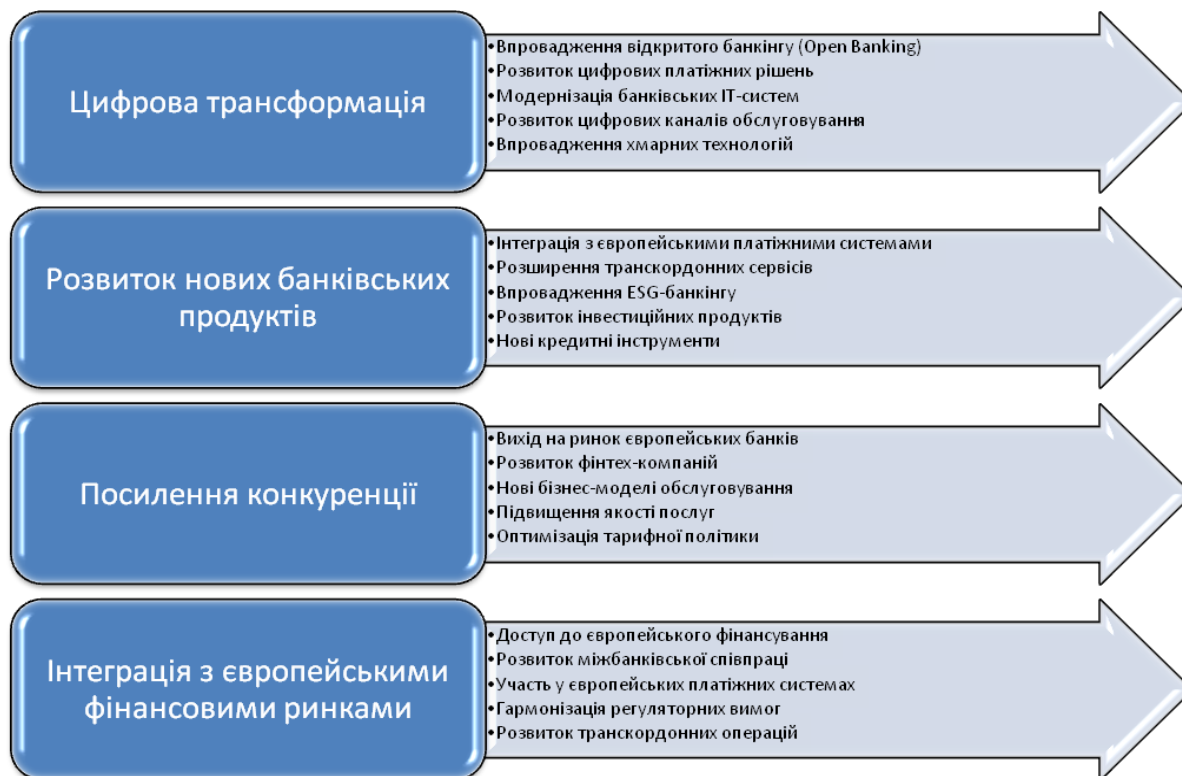 Цифрова трансформація
•Впровадження відкритого банкінгу (Open Banking)
•Розвиток цифрових платіжних рішень
•Модернізація банківських ІТ-систем
•Розвиток цифрових каналів обслуговування
•Впровадження хмарних технологій
Розвиток нових банківських
продуктів
•Інтеграція з європейськими платіжними системами
•Розширення транскордонних сервісів
•Впровадження ESG-банкінгу
•Розвиток інвестиційних продуктів
•Нові кредитні інструменти
Посилення конкуренції
•Вихід на ринок європейських банків
•Розвиток фінтех-компаній
•Нові бізнес-моделі обслуговування
•Підвищення якості послуг
•Оптимізація тарифної політики
Інтеграція з європейськими
фінансовими ринками
•Доступ до європейського фінансування
•Розвиток міжбанківської співпраці
•Участь у європейських платіжних системах
•Гармонізація регуляторних вимог
•Розвиток транскордонних операцій